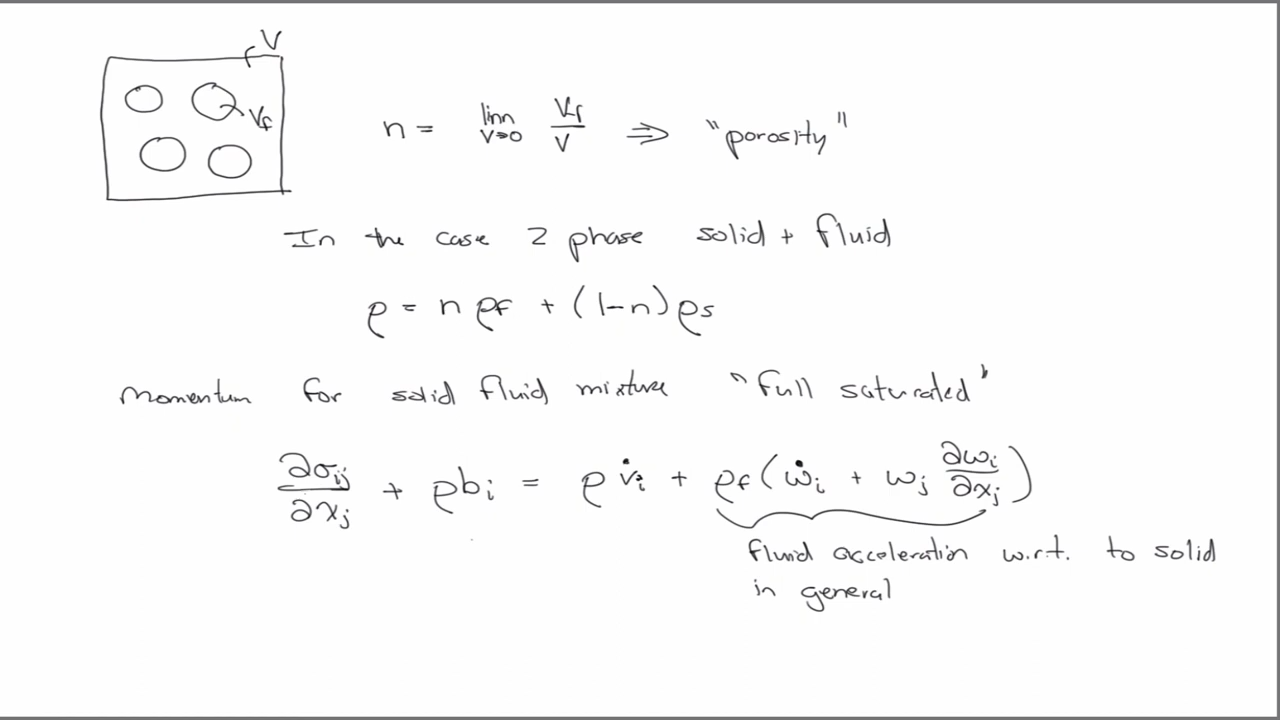 V
V_f
n = lim_{V→0} V_f/V ⇒ "porosity"
In the case 2 phase solid + fluid
ρ = n ρ_f + (1-n) ρ_s
Momentum for solid fluid mixture "full saturated"
∂σ_ij/∂x_j + ρb_i = ρ v̇_i + ρ_f(ẇ_i + w_j ∂w_i/∂x_j)
fluid acceleration w.r.t. to solid
in general